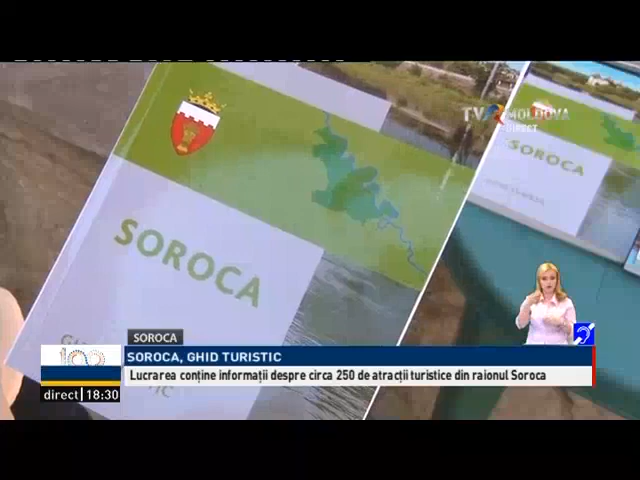 TVR MOLDOVA
DIRECT
SOROCA
SOROCA
SOROCA
SOROCA, GHID TURISTIC
Lucrarea conține informații despre circa 250 de atracții turistice din raionul Soroca
100
direct 18:30